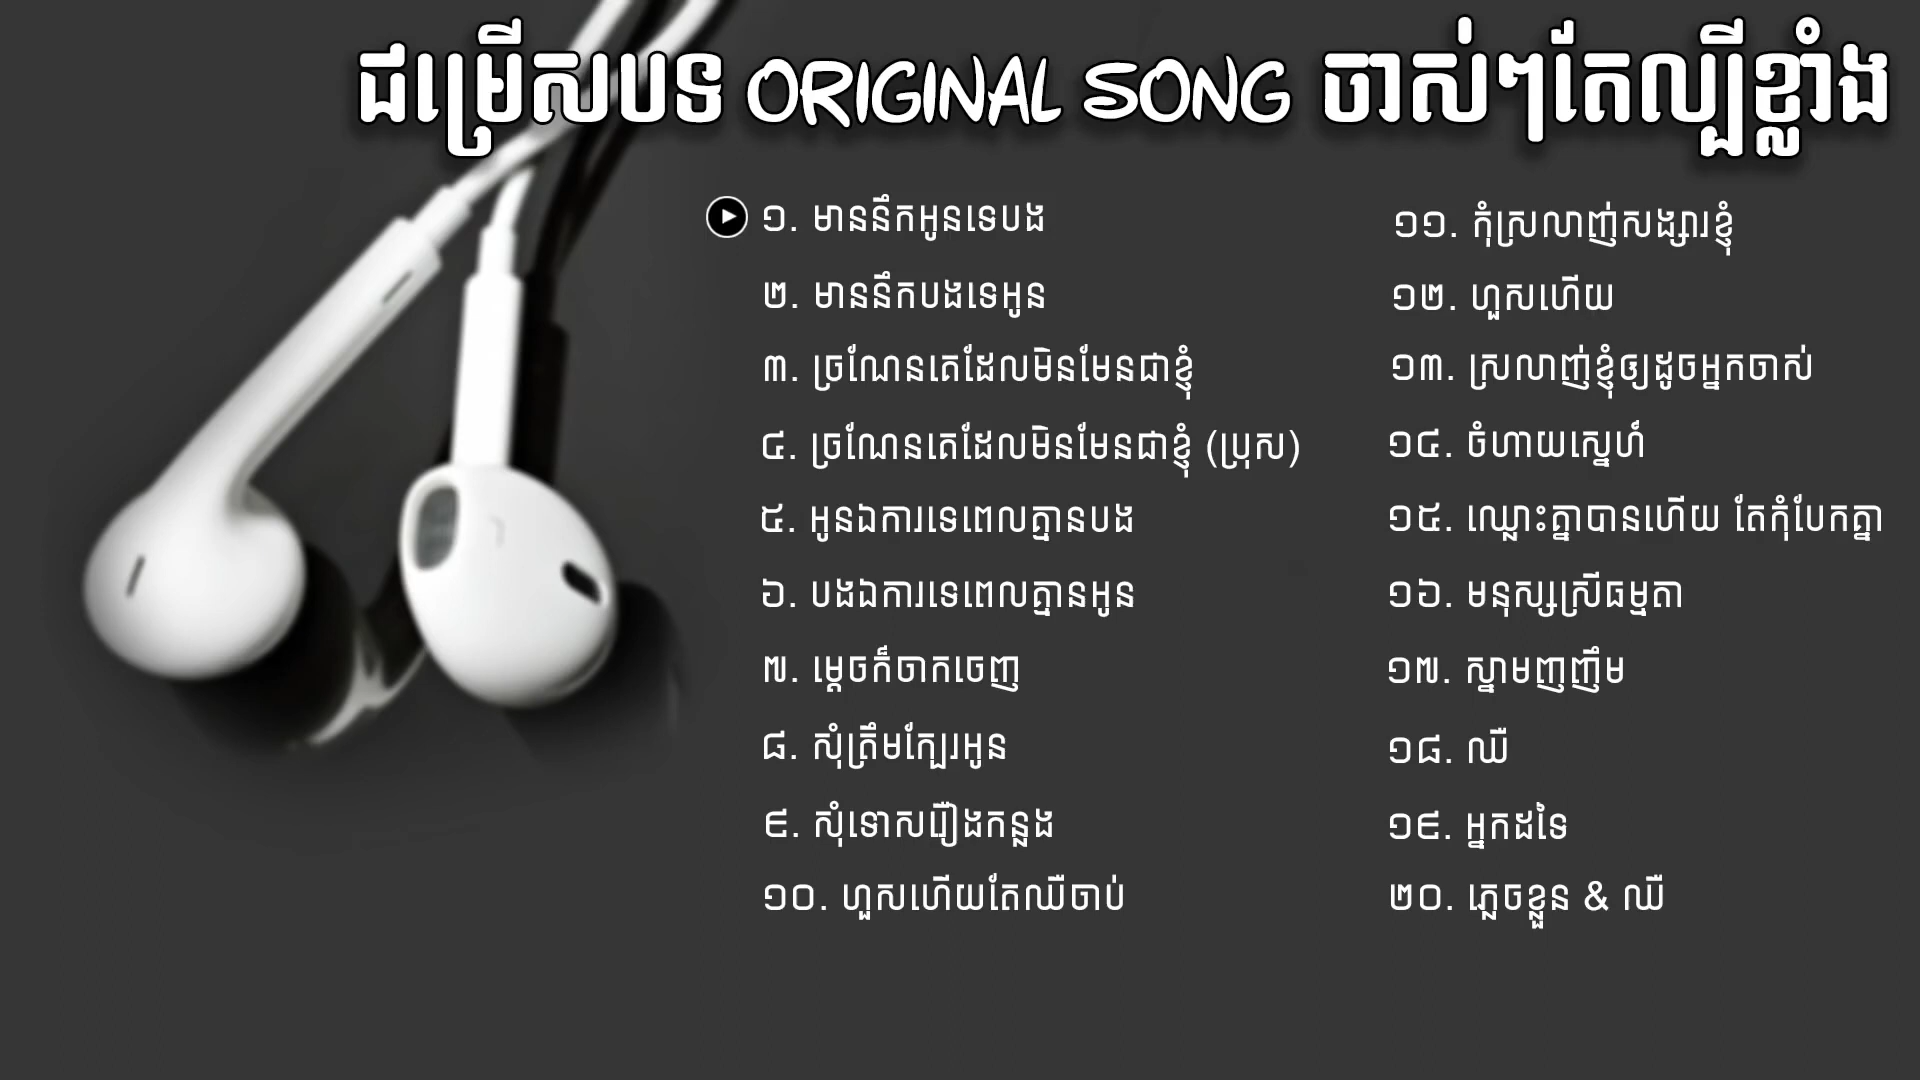 ជម្រើសបទ ORIGINAL SONG ចាស់ៗតែល្បីខ្លាំង
១. មាននឹកអូនទេបង
២. មាននឹកបងទេអូន
៣. ច្រណែនគេដែលមិនមែនជាខ្ញុំ
៤. ច្រណែនគេដែលមិនមែនជាខ្ញុំ (ប្រុស)
៥. អូនឯការទេពេលគ្មានបង
៦. បងឯការទេពេលគ្មានអូន
៧. ម្ដេចក៏ចាកចេញ
៨. សុំត្រឹមក្បែរអូន
៩. សុំទោសរឿងកន្លង
១០. ហួសហើយតែឈឺចាប់
១១. កុំស្រលាញ់សង្សារខ្ញុំ
១២. ហួសហើយ
១៣. ស្រលាញ់ខ្ញុំឲ្យដូចអ្នកចាស់
១៤. ចំហាយស្នេហ៍
១៥. ឈ្លោះគ្នាបានហើយ តែកុំបែកគ្នា
១៦. មនុស្សស្រីធម្មតា
១៧. ស្នាមញញឹម
១៨. ឈឺ
១៩. អ្នកដទៃ
២០. ភ្លេចខ្លួន & ឈឺ